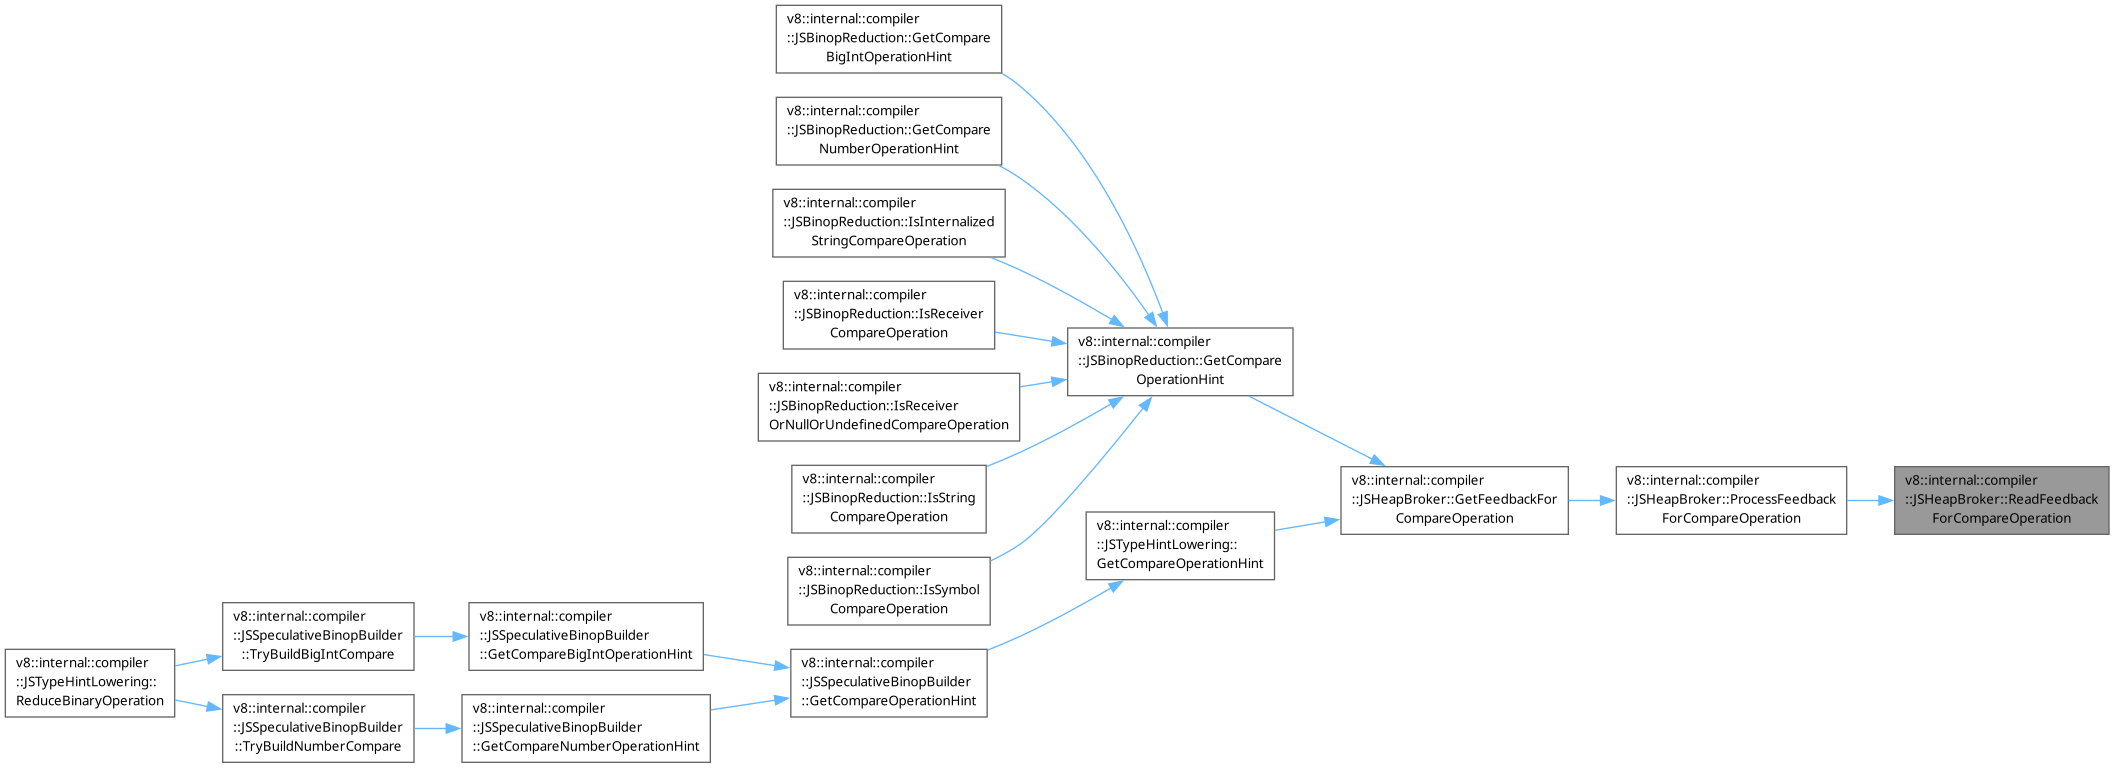 v8::internal::compiler
::JSBinopReduction::GetCompare
BigIntOperationHint
v8::internal::compiler
::JSBinopReduction::GetCompare
NumberOperationHint
v8::internal::compiler
::JSBinopReduction::IsInternalized
StringCompareOperation
v8::internal::compiler
::JSBinopReduction::IsReceiver
CompareOperation
v8::internal::compiler
::JSBinopReduction::GetCompare
OperationHint
v8::internal::compiler
::JSBinopReduction::IsReceiver
OrNullOrUndefinedCompareOperation
v8::internal::compiler
::JSBinopReduction::IsString
CompareOperation
v8::internal::compiler
::JSHeapBroker::GetFeedbackFor
CompareOperation
v8::internal::compiler
::JSHeapBroker::ProcessFeedback
ForCompareOperation
v8::internal::compiler
::JSHeapBroker::ReadFeedback
ForCompareOperation
v8::internal::compiler
::JSTypeHintLowering::
GetCompareOperationHint
v8::internal::compiler
::JSBinopReduction::IsSymbol
CompareOperation
v8::internal::compiler
::JSSpeculativeBinopBuilder
::TryBuildBigIntCompare
v8::internal::compiler
::JSSpeculativeBinopBuilder
::GetCompareBigIntOperationHint
v8::internal::compiler
::JSTypeHintLowering::
ReduceBinaryOperation
v8::internal::compiler
::JSSpeculativeBinopBuilder
::GetCompareOperationHint
v8::internal::compiler
::JSSpeculativeBinopBuilder
::TryBuildNumberCompare
v8::internal::compiler
::JSSpeculativeBinopBuilder
::GetCompareNumberOperationHint